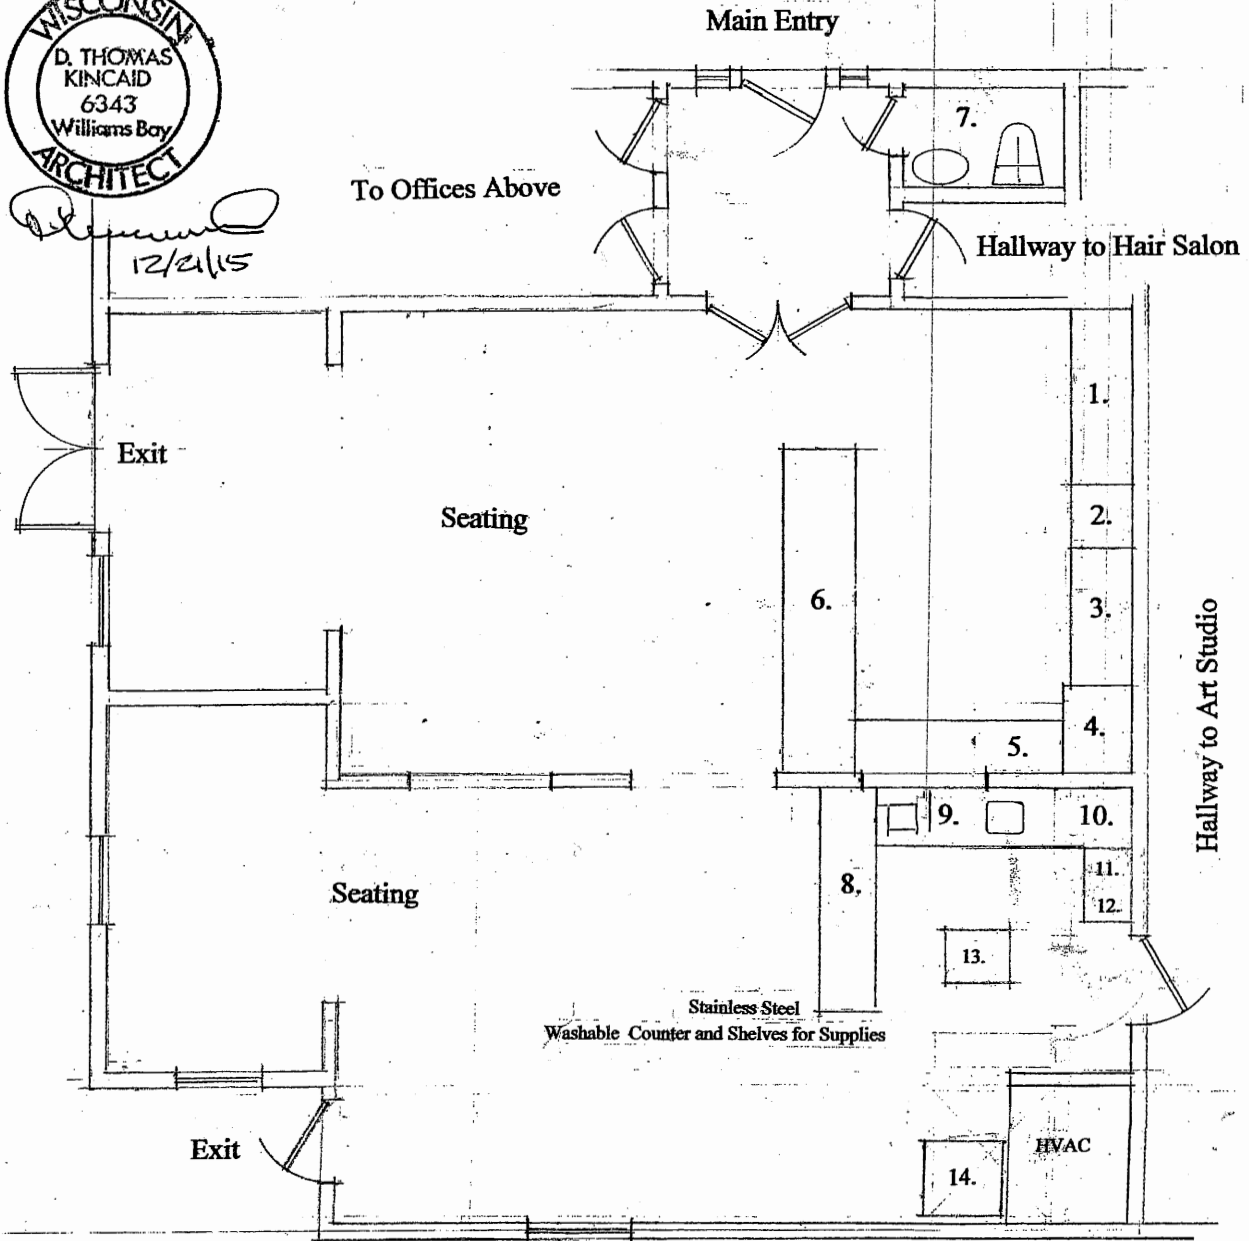 Main Entry
WISCONSIN
D. THOMAS
KINCAID
6343
Williams Bay
ARCHITECT
12/21/15
7.
To Offices Above
Hallway to Hair Salon
1.
Exit
2.
Seating
6.
3.
4.
5.
Hallway to Art Studio
9.
10.
8.
11.
12.
Seating
13.
Stainless Steel
Washable Counter and Shelves for Supplies
Exit
HVAC
14.